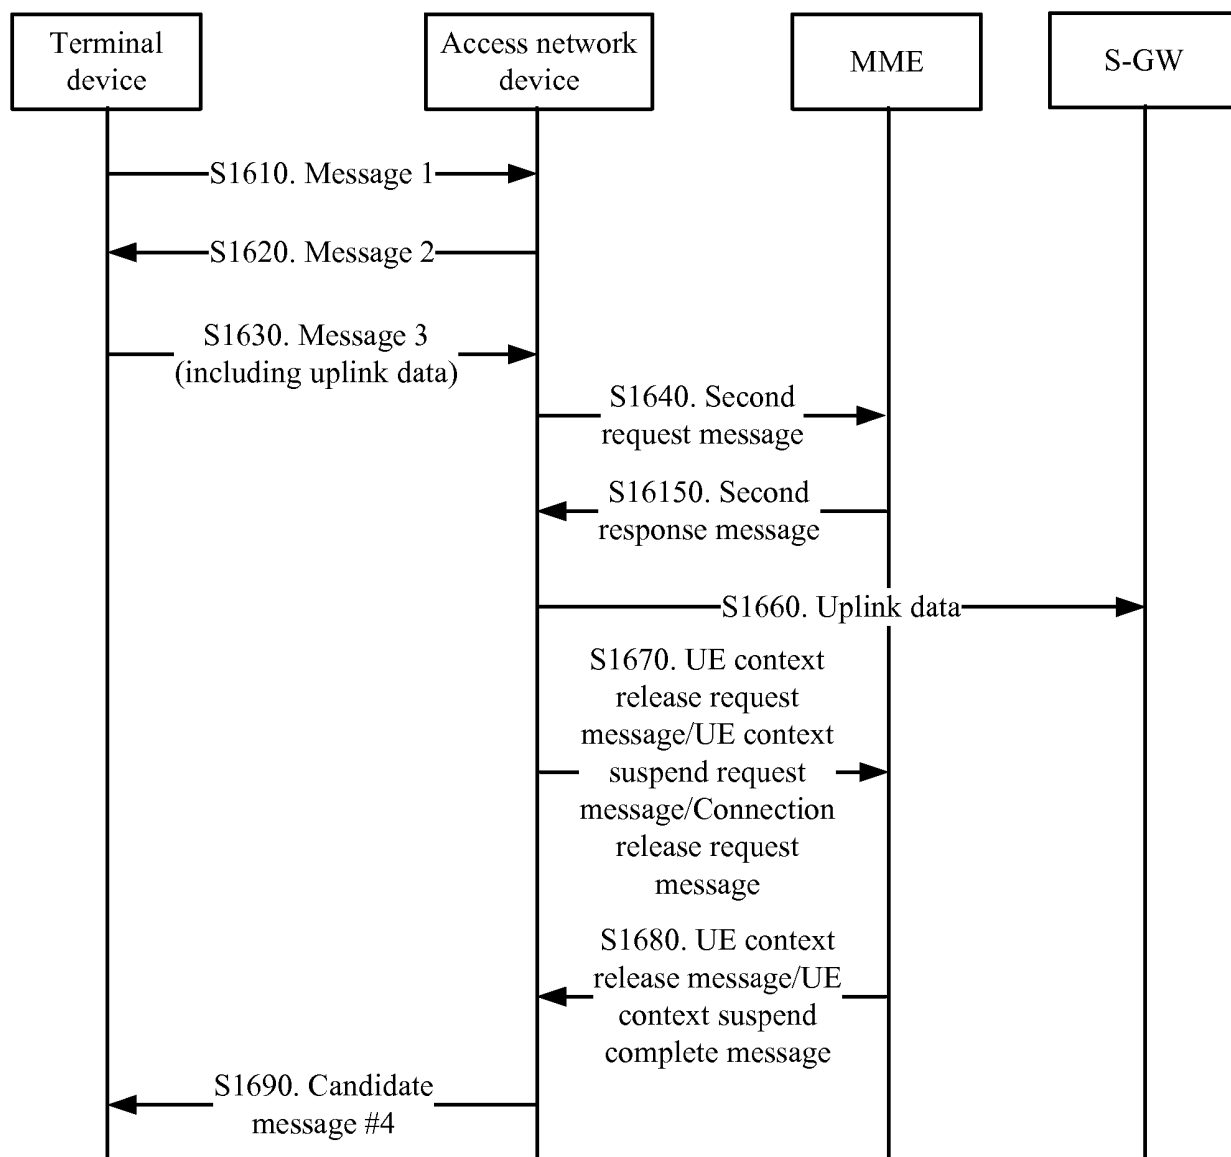 Terminal
device
Access network
device
MME
S-GW
S1610. Message 1
S1620. Message 2
S1630. Message 3
(including uplink data)
S1640. Second
request message
S16150. Second
response message
S1660. Uplink data
S1670. UE context
release request
message/UE context
suspend request
message/Connection
release request
message
S1680. UE context
release message/UE
context suspend
complete message
S1690. Candidate
message #4